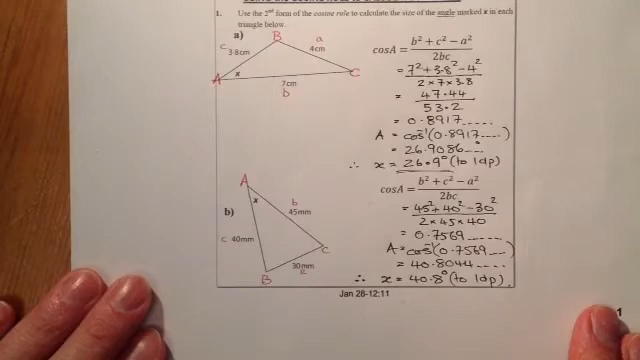 1. Use the 2nd form of the cosine rule to calculate the size of the angle marked x in each
triangle below.
a)
B
c
3·8cm
a
4cm
A
x
C
7cm
b
cosA = b² + c² − a² / 2bc
= 7² + 3·8² − 4² / 2 × 7 × 3·8
= 47·44 / 53·2
= 0·8917.....
A = cos⁻¹(0.8917....)
= 26.9086....°
∴ x = 26·9° (to 1dp)
b)
A
x
b
45mm
c 40mm
C
30mm
a
B
cosA = b² + c² − a² / 2bc
= 45² + 40² − 30² / 2 × 45 × 40
= 0.7569.....
A = cos⁻¹(0.7569....)
= 40.8044....°
∴ x = 40.8° (to 1dp).
Jan 28-12:11
1